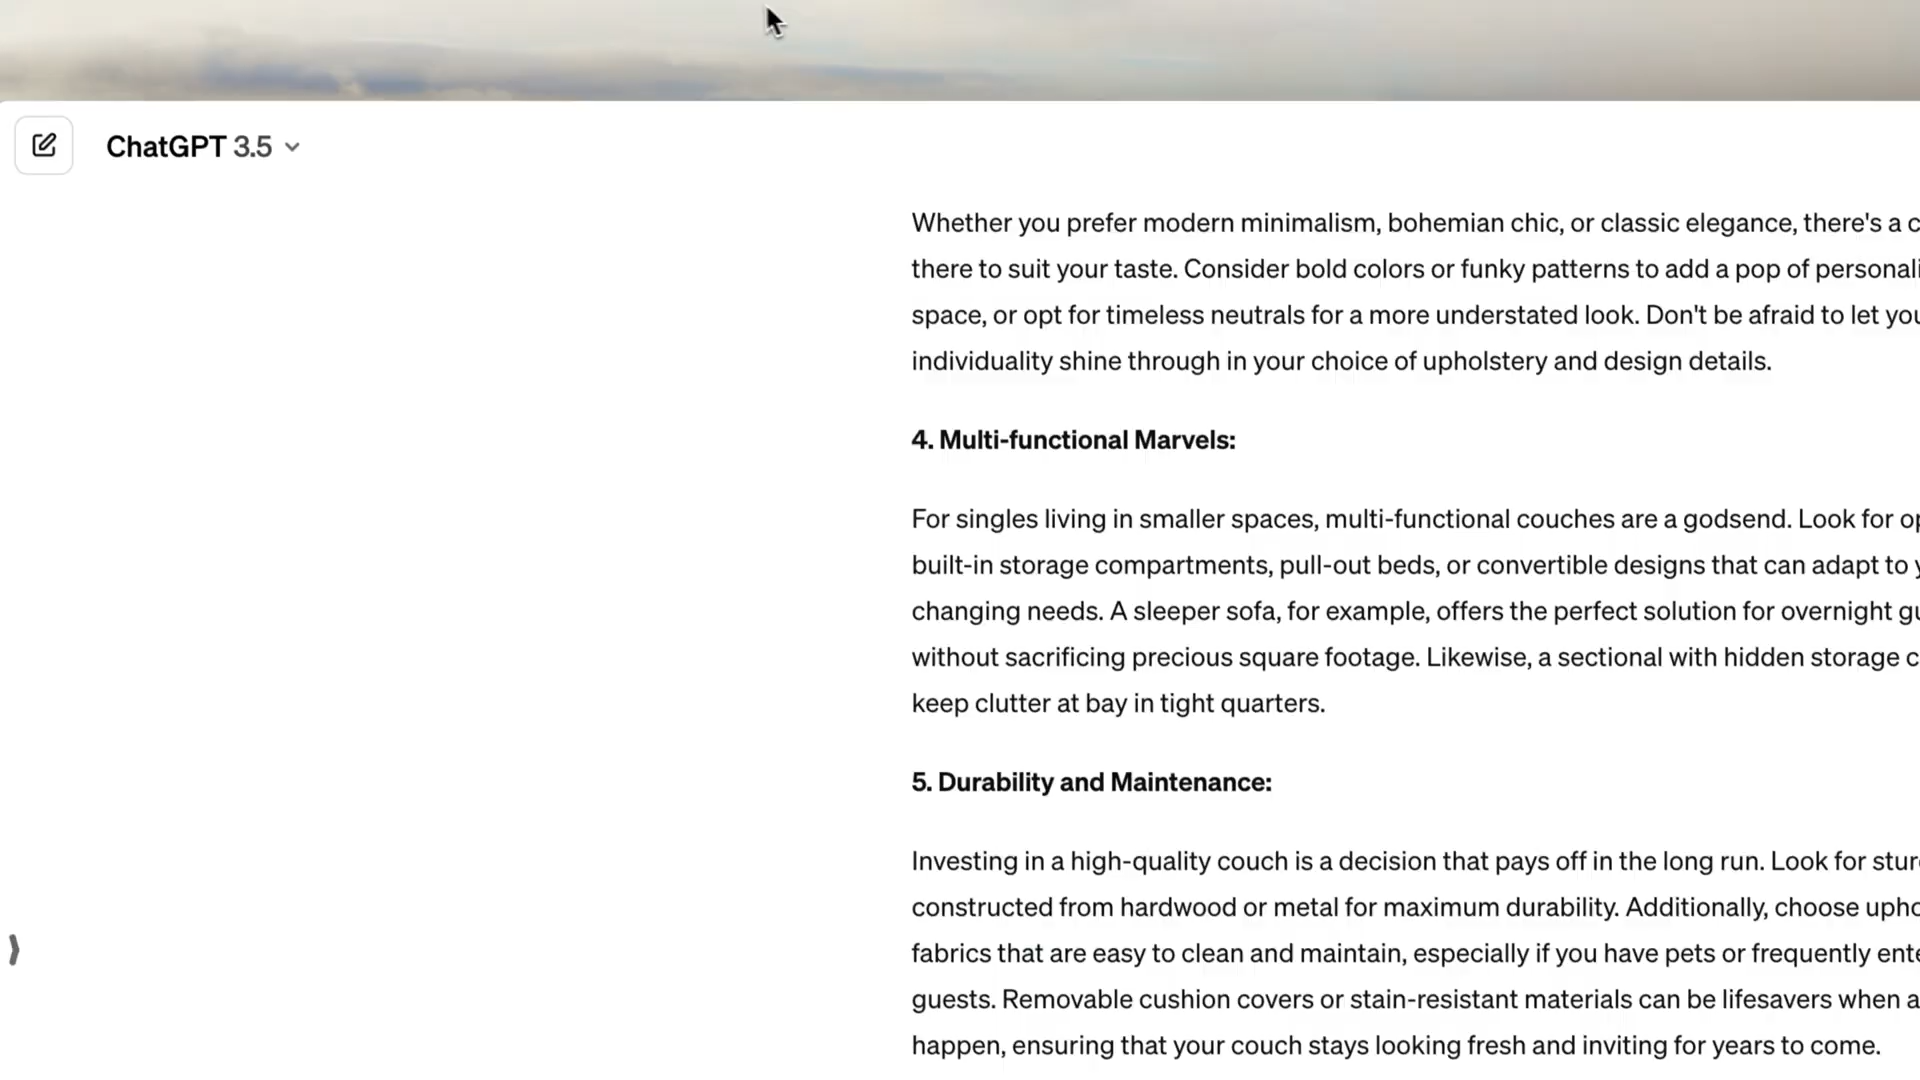 ChatGPT 3.5
Whether you prefer modern minimalism, bohemian chic, or classic elegance, there's a
there to suit your taste. Consider bold colors or funky patterns to add a pop of
space, or opt for timeless neutrals for a more understated look. Don't be afraid to let
individuality shine through in your choice of upholstery and design details.
4. Multi-functional Marvels:
For singles living in smaller spaces, multi-functional couches are a godsend. Look for
built-in storage compartments, pull-out beds, or convertible designs that can adapt to
changing needs. A sleeper sofa, for example, offers the perfect solution for overnight
without sacrificing precious square footage. Likewise, a sectional with hidden storage
keep clutter at bay in tight quarters.
5. Durability and Maintenance:
Investing in a high-quality couch is a decision that pays off in the long run. Look for
constructed from hardwood or metal for maximum durability. Additionally, choose
fabrics that are easy to clean and maintain, especially if you have pets or frequently
guests. Removable cushion covers or stain-resistant materials can be lifesavers when
happen, ensuring that your couch stays looking fresh and inviting for years to come.